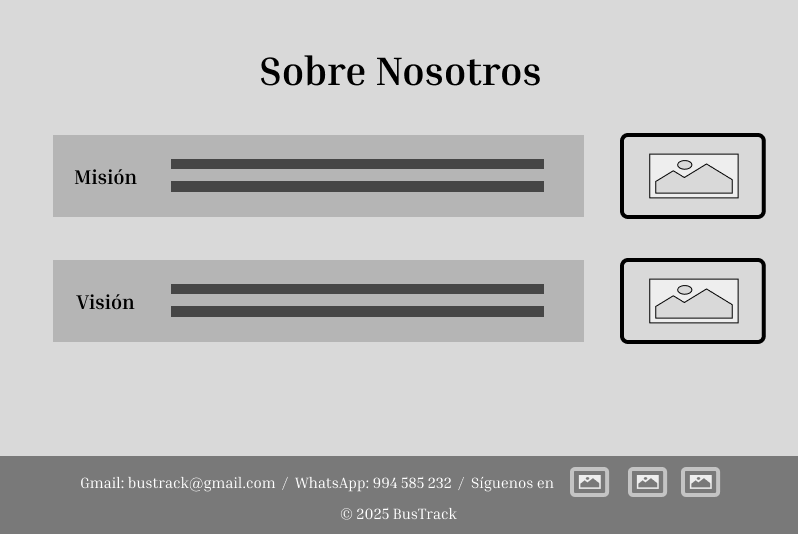 Sobre Nosotros
Misión
Visión
Gmail: bustrack@gmail.com / WhatsApp: 994 585 232 / Síguenos en
© 2025 BusTrack